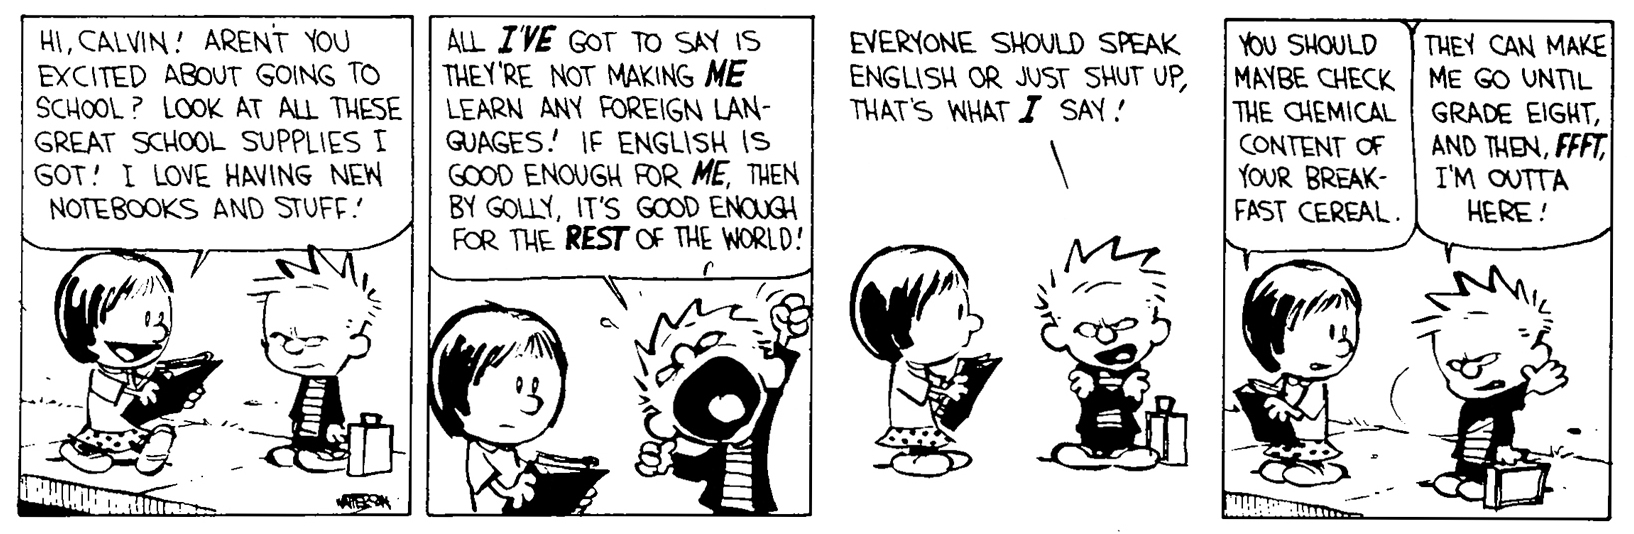 HI, CALVIN! AREN'T YOU
EXCITED ABOUT GOING TO
SCHOOL? LOOK AT ALL THESE
GREAT SCHOOL SUPPLIES I
GOT! I LOVE HAVING NEW
NOTEBOOKS AND STUFF!
WATTERSON
ALL I'VE GOT TO SAY IS
THEY'RE NOT MAKING ME
LEARN ANY FOREIGN LAN-
GUAGES! IF ENGLISH IS
GOOD ENOUGH FOR ME, THEN
BY GOLLY, IT'S GOOD ENOUGH
FOR THE REST OF THE WORLD!
EVERYONE SHOULD SPEAK
ENGLISH OR JUST SHUT UP,
THAT'S WHAT I SAY!
YOU SHOULD
MAYBE CHECK
THE CHEMICAL
CONTENT OF
YOUR BREAK-
FAST CEREAL.
THEY CAN MAKE
ME GO UNTIL
GRADE EIGHT,
AND THEN, FFFT,
I'M OUTTA
HERE!